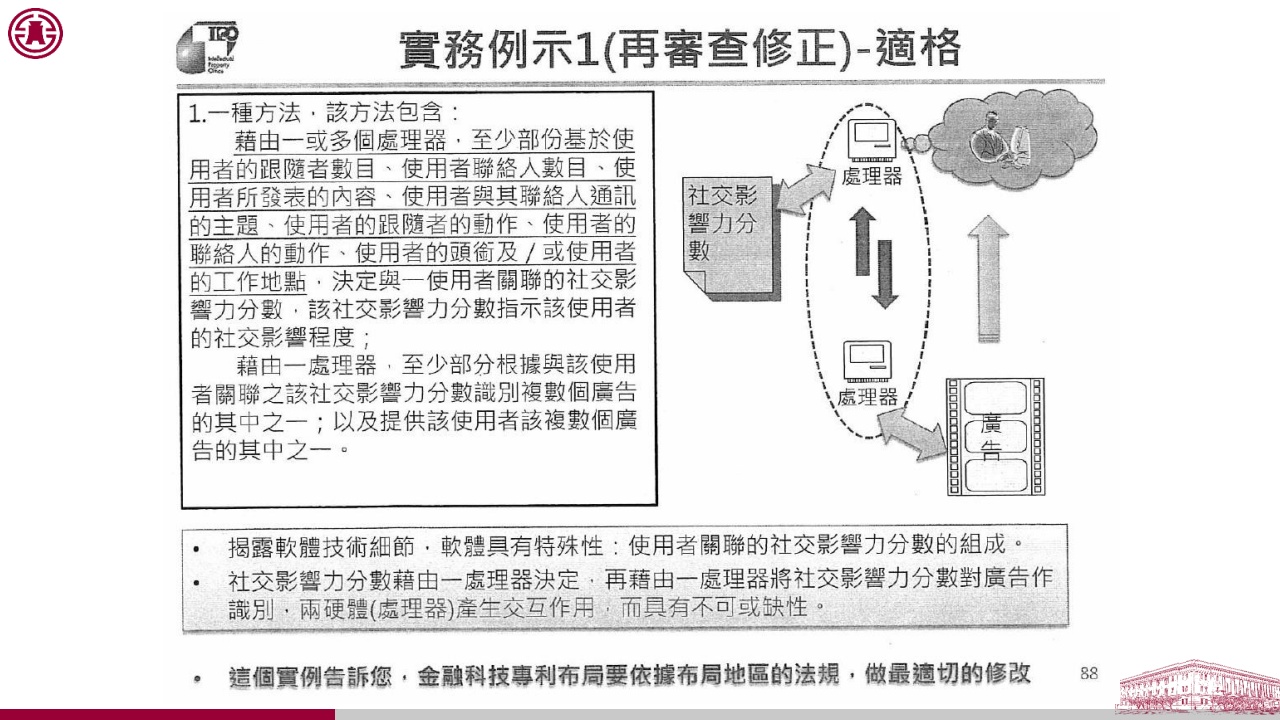 TIPO
Intellectual
Property
Office
實務例示1(再審查修正)-適格
1.一種方法，該方法包含：
藉由一或多個處理器，至少部份基於使
用者的跟隨者數目、使用者聯絡人數目、使
用者所發表的內容、使用者與其聯絡人通訊
的主題、使用者的跟隨者的動作、使用者的
聯絡人的動作、使用者的頭銜及/或使用者
的工作地點，決定與一使用者關聯的社交影
響力分數，該社交影響力分數指示該使用者
的社交影響程度；
藉由一處理器，至少部分根據與該使用
者關聯之該社交影響力分數識別複數個廣告
的其中之一；以及提供該使用者該複數個廣
告的其中之一。
社交影
響力分
數
處理器
處理器
廣
告
• 揭露軟體技術細節，軟體具有特殊性：使用者關聯的社交影響力分數的組成。
• 社交影響力分數藉由一處理器決定，再藉由一處理器將社交影響力分數對廣告作
識別，兩硬體(處理器)產生交互作用，而具有不可或缺性。
• 這個實例告訴您，金融科技專利布局要依據布局地區的法規，做最適切的修改
88